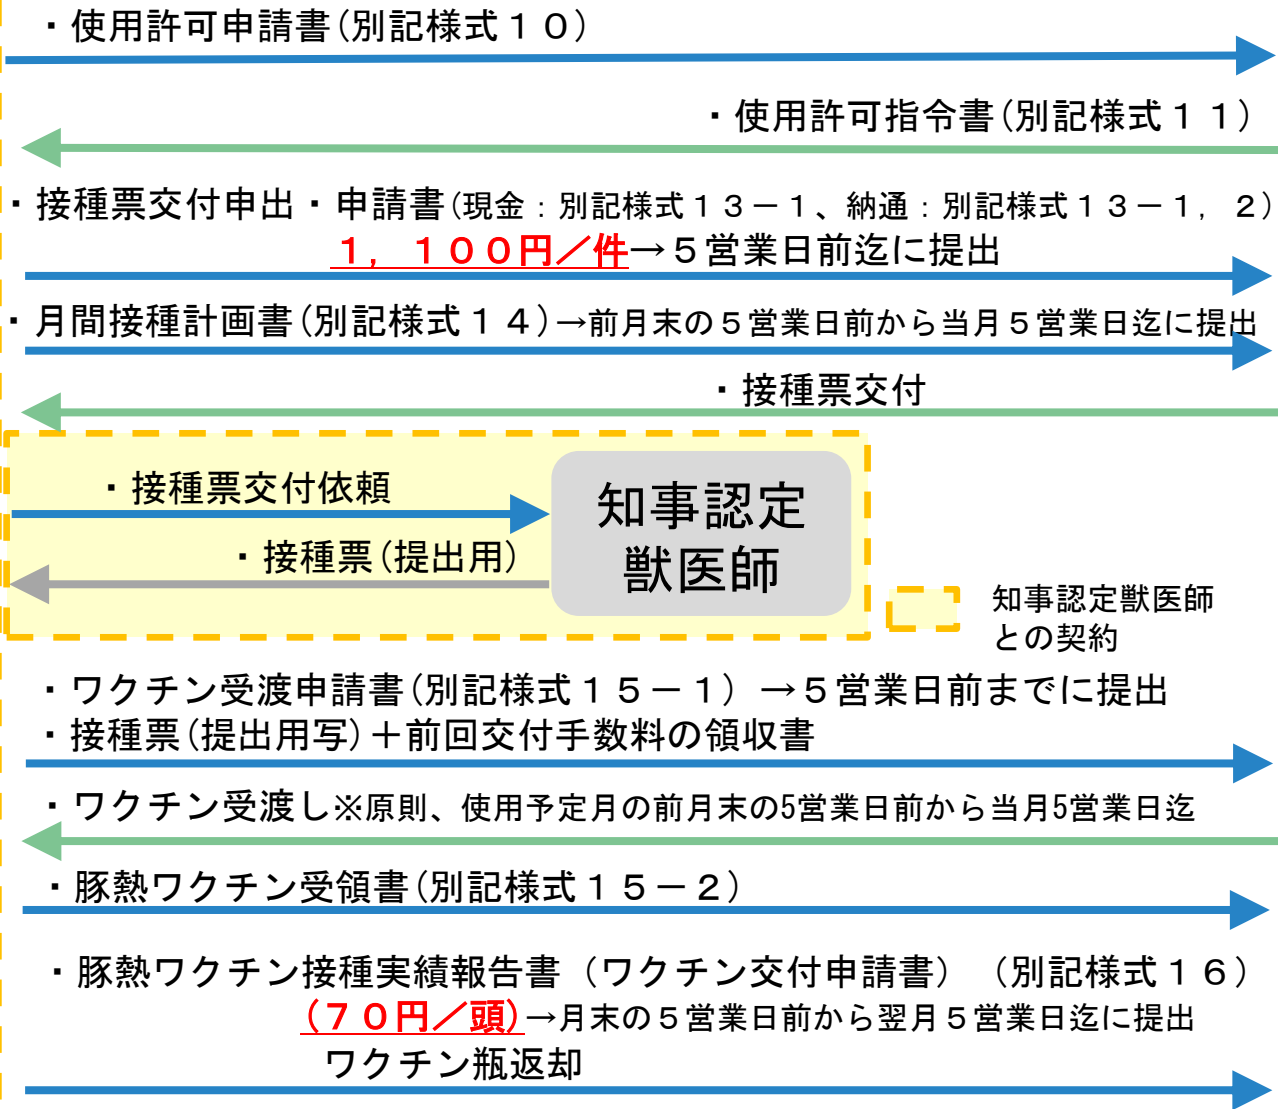 ・使用許可申請書(別記様式１０)
・使用許可指令書(別記様式１１)
・接種票交付申出・申請書(現金：別記様式１３－１、納通：別記様式１３－１，２)
１，１００円／件→５営業日前迄に提出
・月間接種計画書(別記様式１４)→前月末の５営業日前から当月５営業日迄に提出
・接種票交付
・接種票交付依頼
・接種票(提出用)
知事認定
獣医師
知事認定獣医師
との契約
・ワクチン受渡申請書(別記様式１５－１) →５営業日前までに提出
・接種票(提出用写)＋前回交付手数料の領収書
・ワクチン受渡し※原則、使用予定月の前月末の5営業日前から当月5営業日迄
・豚熱ワクチン受領書(別記様式１５－２)
・豚熱ワクチン接種実績報告書（ワクチン交付申請書）（別記様式１６）
(７０円／頭)→月末の５営業日前から翌月５営業日迄に提出
ワクチン瓶返却